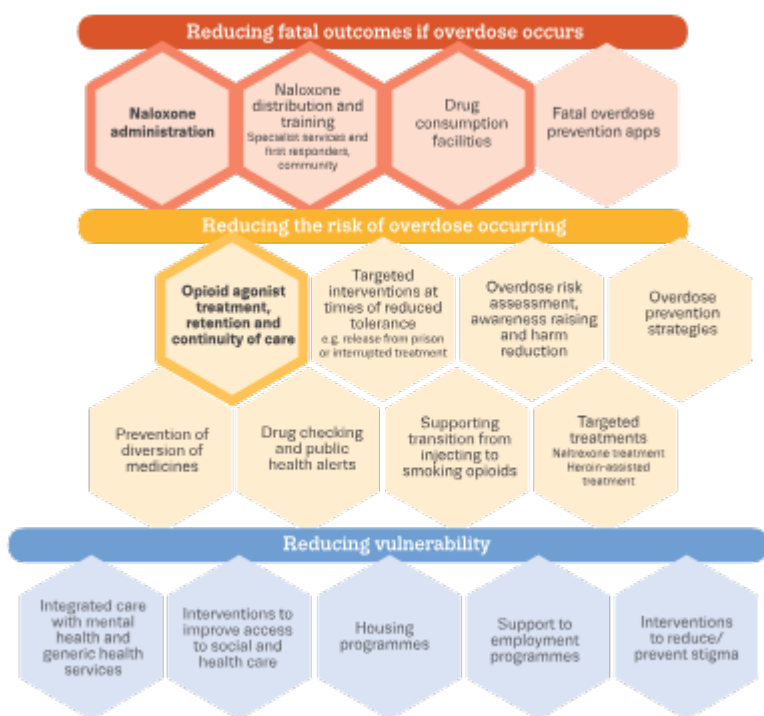 Reducing fatal outcomes if overdose occurs
Naloxone
administration
Naloxone
distribution and
training
Specialist services and
first responders,
community
Drug
consumption
facilities
Fatal overdose
prevention apps
Reducing the risk of overdose occurring
Opioid agonist
treatment,
retention and
continuity of care
Targeted
interventions at
times of reduced
tolerance
e.g. release from prison
or interrupted treatment
Overdose risk
assessment,
awareness raising
and harm
reduction
Overdose
prevention
strategies
Prevention of
diversion of
medicines
Drug checking
and public
health alerts
Supporting
transition from
injecting to
smoking opioids
Targeted
treatments
Naltrexone treatment
Heroin-assisted
treatment
Reducing vulnerability
Integrated care
with mental
health and
generic health
services
Interventions to
improve access
to social and
health care
Housing
programmes
Support to
employment
programmes
Interventions
to reduce/
prevent stigma